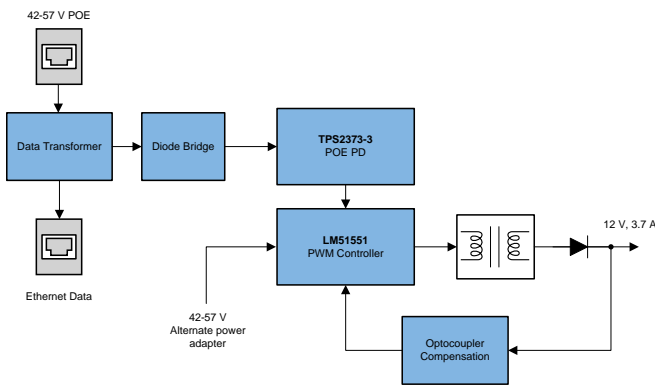 42-57 V POE
Data Transformer
Diode Bridge
TPS2373-3
POE PD
LM51551
PWM Controller
12 V, 3.7 A
Ethernet Data
42-57 V
Alternate power
adapter
Optocoupler
Compensation